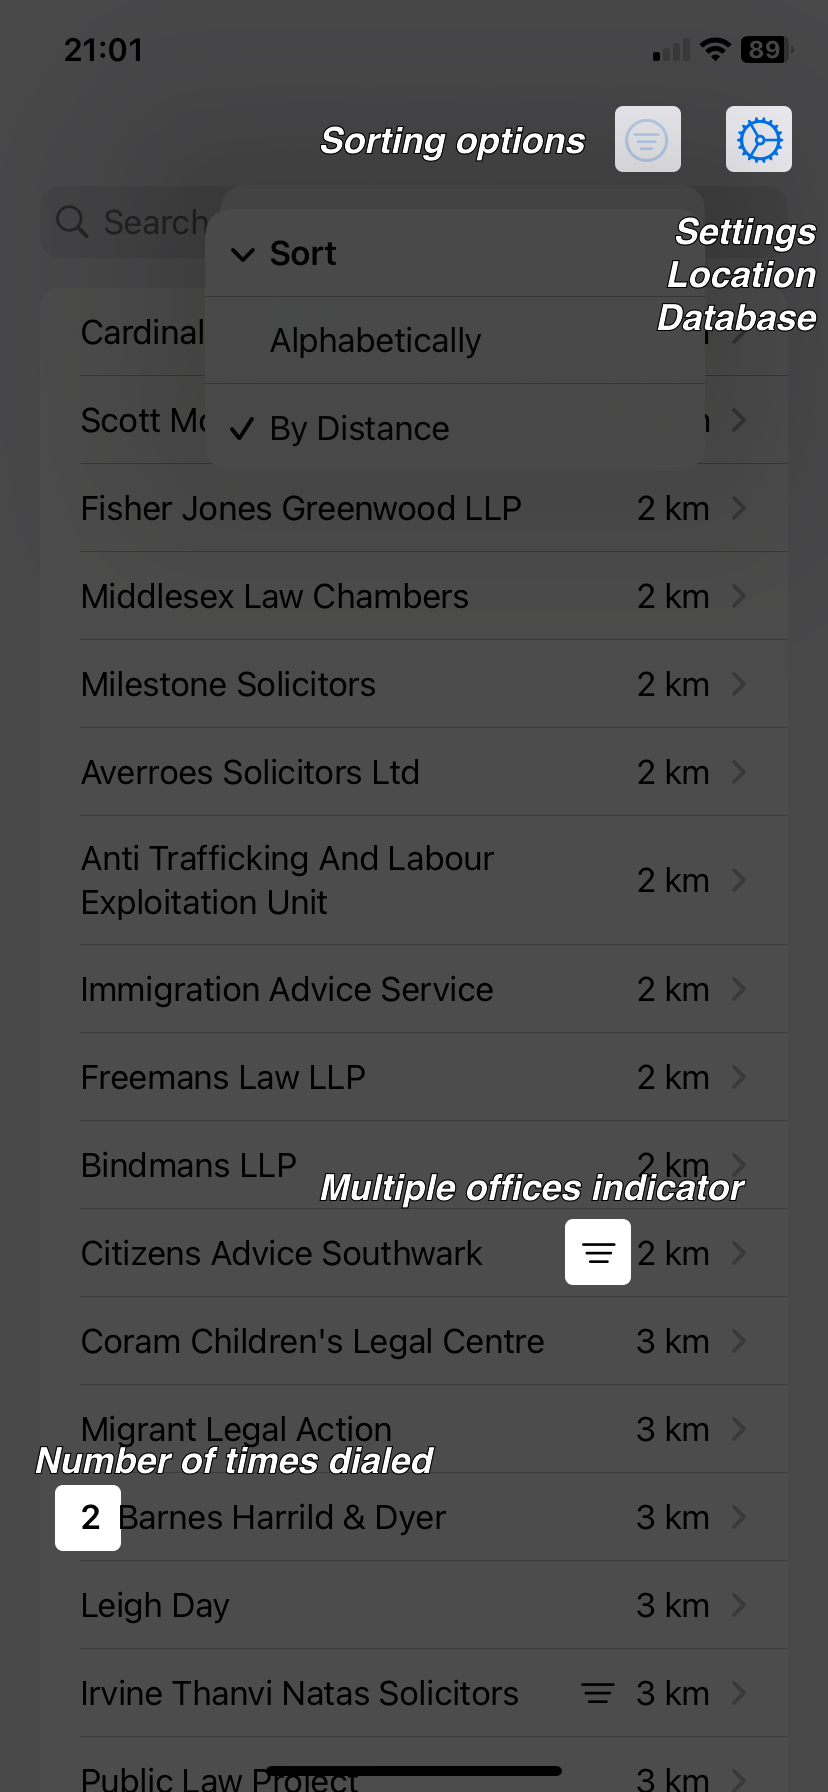 21:01
89
Sorting options
Search
Settings
Location
Database
Sort
Alphabetically
By Distance
Cardinal
Scott
Fisher Jones Greenwood LLP 2 km
Middlesex Law Chambers 2 km
Milestone Solicitors 2 km
Averroes Solicitors Ltd 2 km
Anti Trafficking And Labour
Exploitation Unit 2 km
Immigration Advice Service 2 km
Freemans Law LLP 2 km
Bindmans LLP 2 km
Multiple offices indicator
Citizens Advice Southwark 2 km
Coram Children's Legal Centre 3 km
Migrant Legal Action 3 km
Number of times dialed
2 Barnes Harrild & Dyer 3 km
Leigh Day 3 km
Irvine Thanvi Natas Solicitors 3 km
Public Law Project 3 km